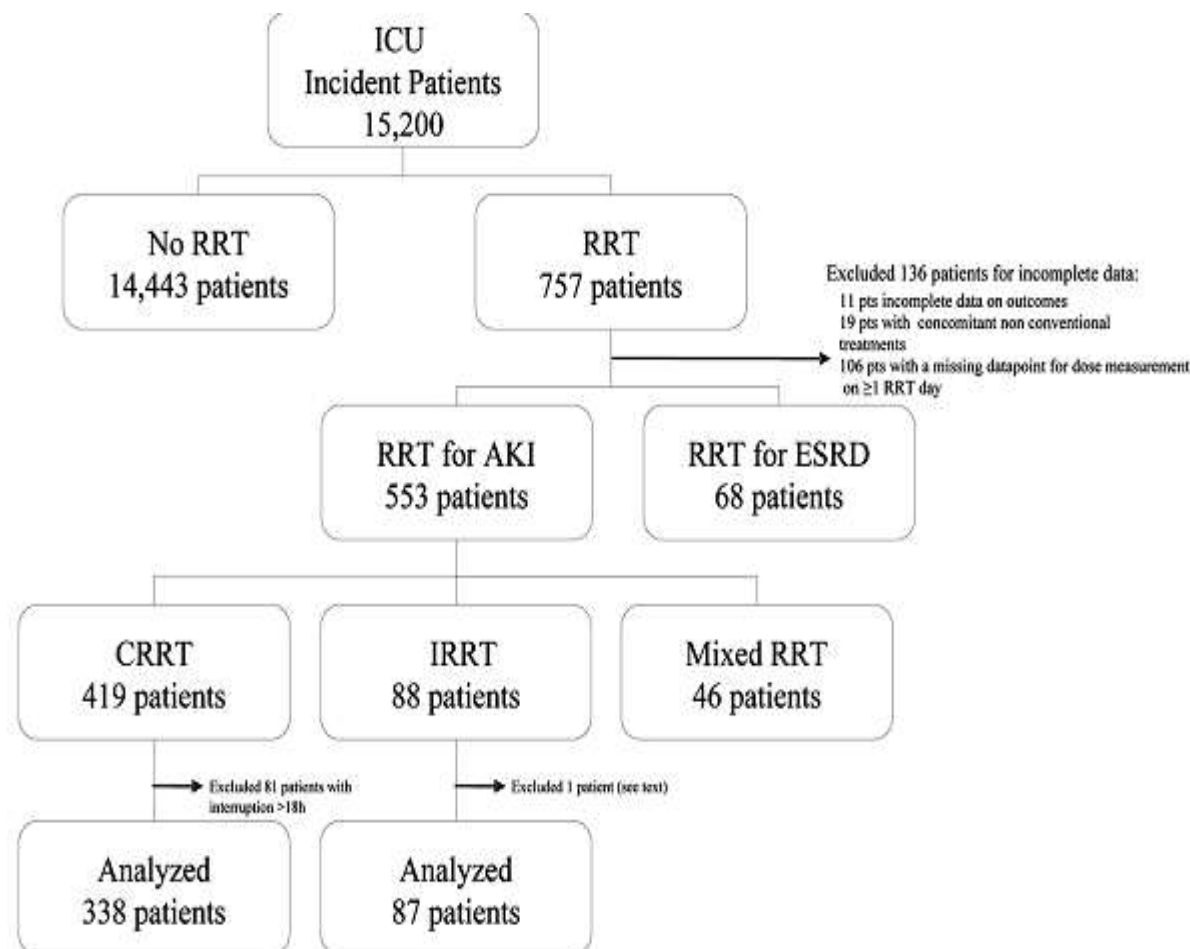 ICU
Incident Patients
15,200
No RRT
14,443 patients
RRT
757 patients
Excluded 136 patients for incomplete data:
11 pts incomplete data on outcomes
19 pts with concomitant non conventional
treatments
106 pts with a missing datapoint for dose measurement
on ≥1 RRT day
RRT for AKI
553 patients
RRT for ESRD
68 patients
CRRT
419 patients
IRRT
88 patients
Mixed RRT
46 patients
Excluded 81 patients with
interruption >18h
Excluded 1 patient (see text)
Analyzed
338 patients
Analyzed
87 patients